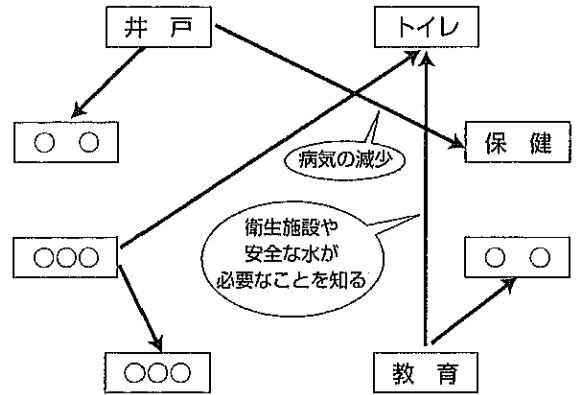 井 戸
トイレ
○ ○
病気の減少
保 健
○○○
衛生施設や
安全な水が
必要なことを知る
○ ○
○○○
教 育